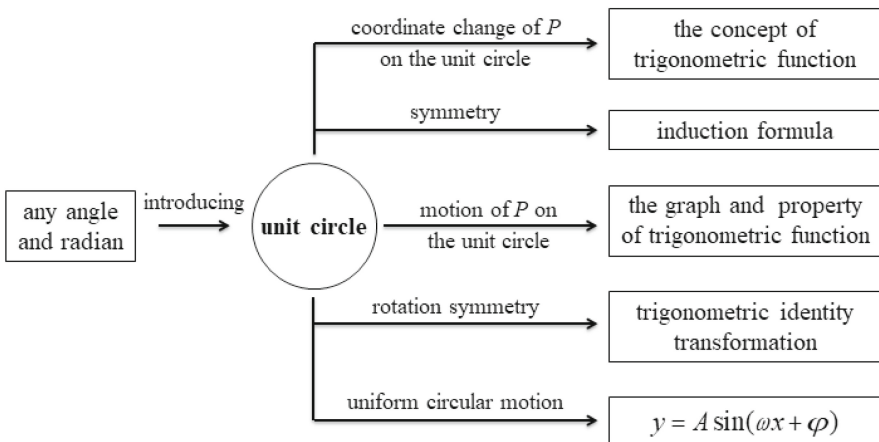 any angle
and radian
introducing
unit circle
coordinate change of P
on the unit circle
the concept of
trigonometric function
symmetry
induction formula
motion of P on
the unit circle
the graph and property
of trigonometric function
rotation symmetry
trigonometric identity
transformation
uniform circular motion
y = A sin(ωx + φ)